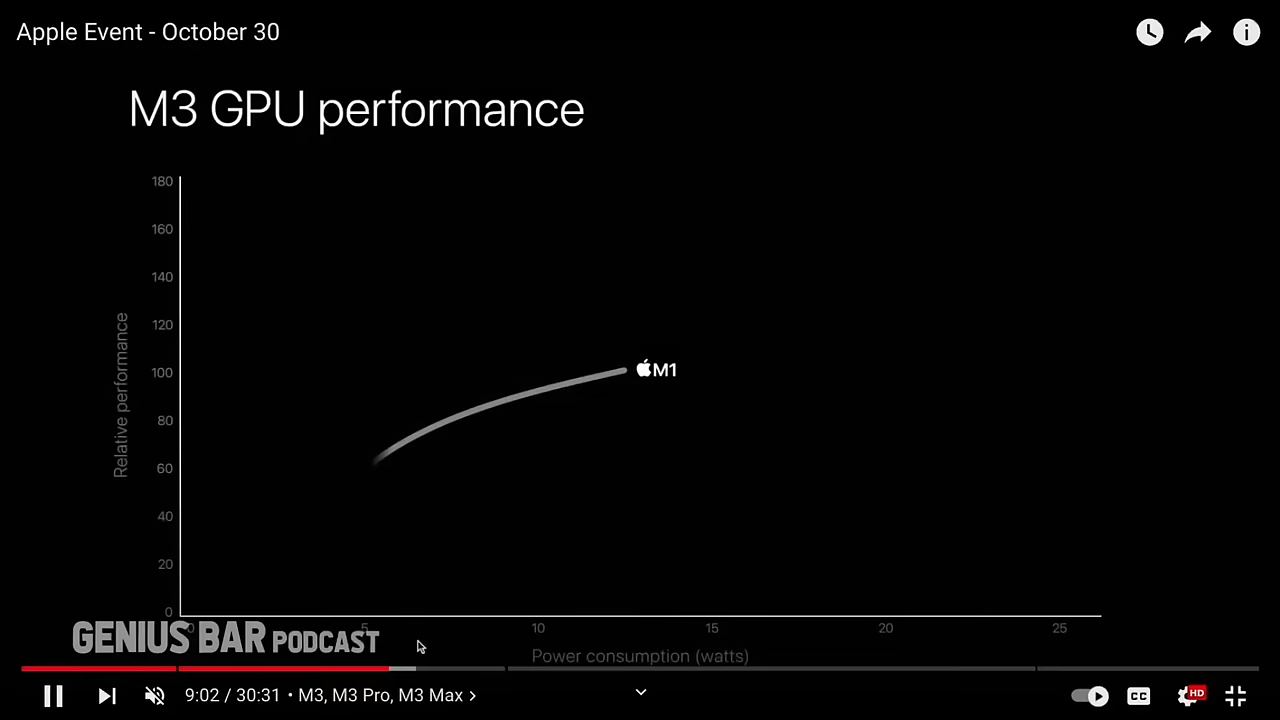 Apple Event - October 30
M3 GPU performance
180
160
140
120
100
80
60
40
20
0
Relative performance
M1
0 5 10 15 20 25
Power consumption (watts)
GENIUS BAR PODCAST
9:02 / 30:31 • M3, M3 Pro, M3 Max >
CC
HD